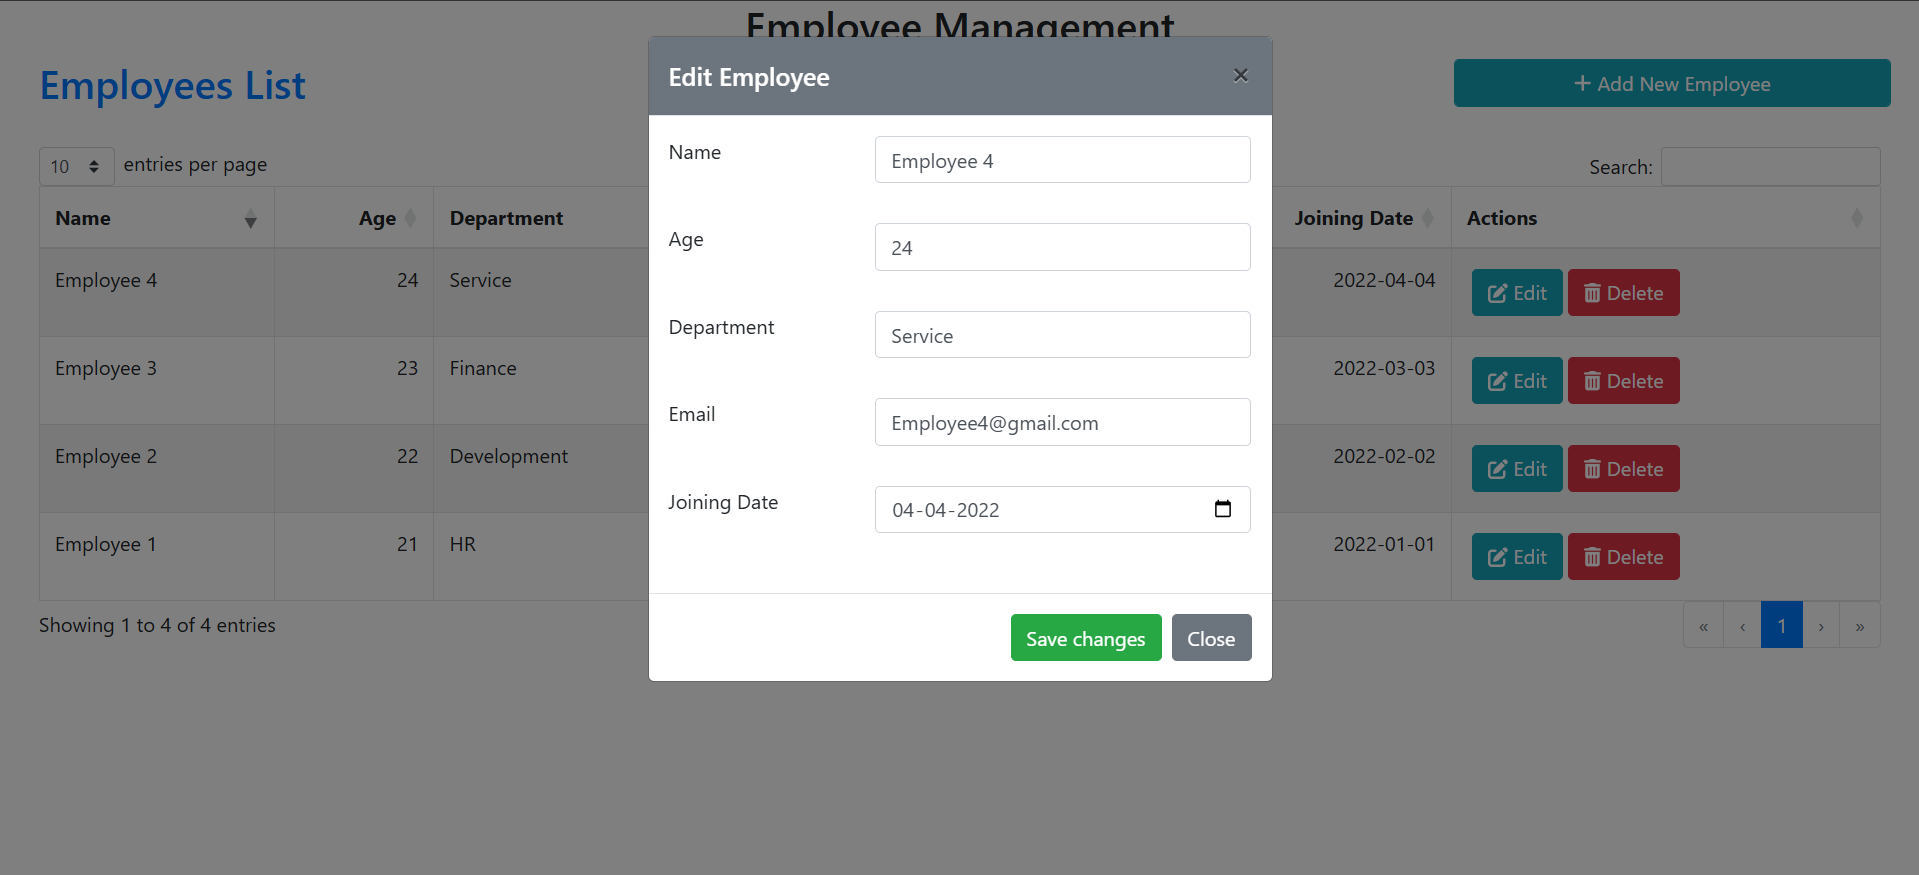 Employee Management
Employees List
+ Add New Employee
10 entries per page
Search:
Name Age Department Joining Date Actions
Employee 4 24 Service 2022-04-04 Edit Delete
Employee 3 23 Finance 2022-03-03 Edit Delete
Employee 2 22 Development 2022-02-02 Edit Delete
Employee 1 21 HR 2022-01-01 Edit Delete
Showing 1 to 4 of 4 entries
« ‹ 1 › »
Edit Employee ×
Name Employee 4
Age 24
Department Service
Email Employee4@gmail.com
Joining Date 04-04-2022
Save changes Close